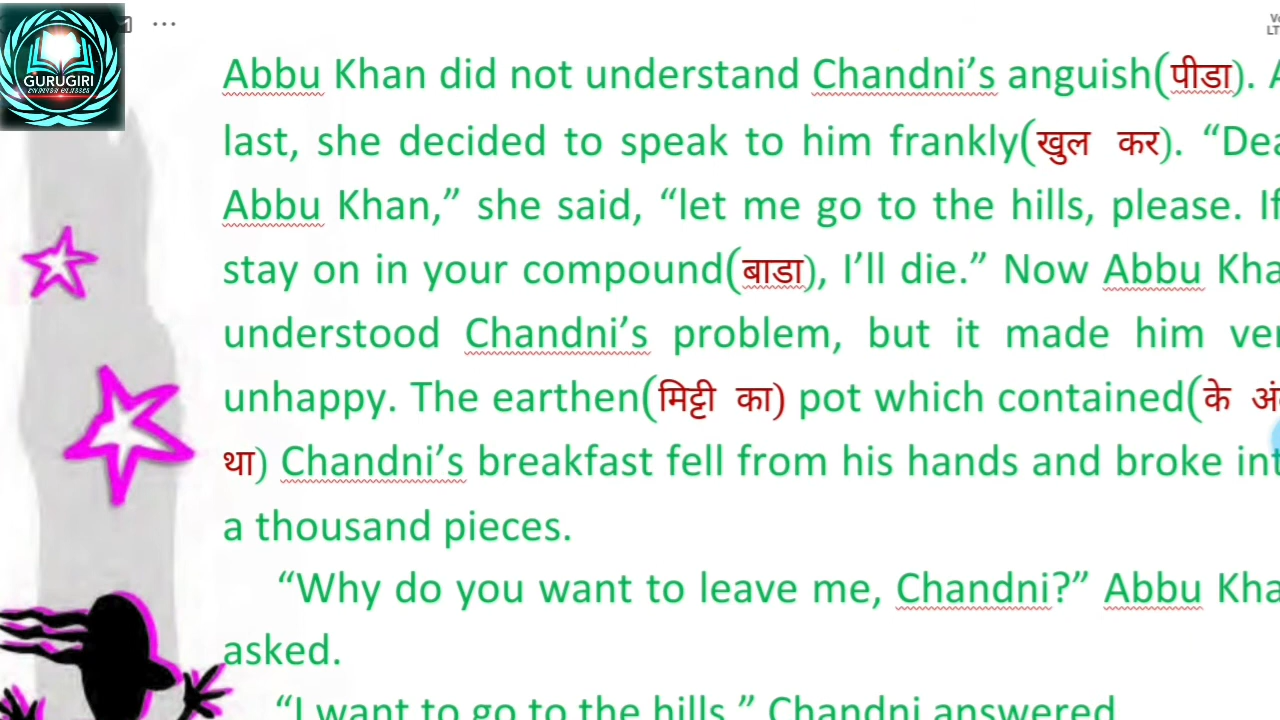 GURUGIRI
ENGLISH CLASSES
Abbu Khan did not understand Chandni’s anguish(पीडा).
last, she decided to speak to him frankly(खुल कर).
Abbu Khan,” she said, “let me go to the hills, please. If
stay on in your compound(बाडा), I’ll die.” Now Abbu
understood Chandni’s problem, but it made him
unhappy. The earthen(मिट्टी का) pot which contained(के
था) Chandni’s breakfast fell from his hands and broke
a thousand pieces.
“Why do you want to leave me, Chandni?” Abbu
asked.
“I want to go to the hills,” Chandni answered